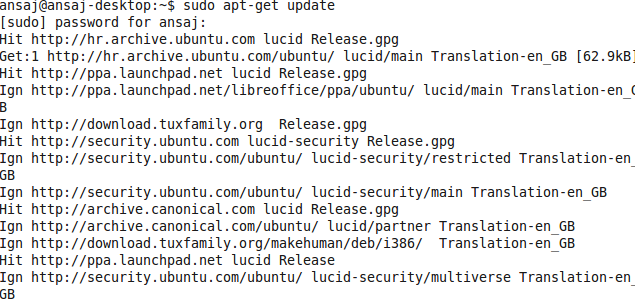 ansaj@ansaj-desktop:~$ sudo apt-get update
[sudo] password for ansaj:
Hit http://hr.archive.ubuntu.com lucid Release.gpg
Get:1 http://hr.archive.ubuntu.com/ubuntu/ lucid/main Translation-en_GB [62.9kB]
Hit http://ppa.launchpad.net lucid Release.gpg
Ign http://ppa.launchpad.net/libreoffice/ppa/ubuntu/ lucid/main Translation-en_G
B
Ign http://download.tuxfamily.org  Release.gpg
Hit http://security.ubuntu.com lucid-security Release.gpg
Ign http://security.ubuntu.com/ubuntu/ lucid-security/restricted Translation-en_
GB
Ign http://security.ubuntu.com/ubuntu/ lucid-security/main Translation-en_GB
Hit http://archive.canonical.com lucid Release.gpg
Ign http://archive.canonical.com/ubuntu/ lucid/partner Translation-en_GB
Ign http://download.tuxfamily.org/makehuman/deb/i386/  Translation-en_GB
Hit http://ppa.launchpad.net lucid Release
Ign http://security.ubuntu.com/ubuntu/ lucid-security/multiverse Translation-en_
GB